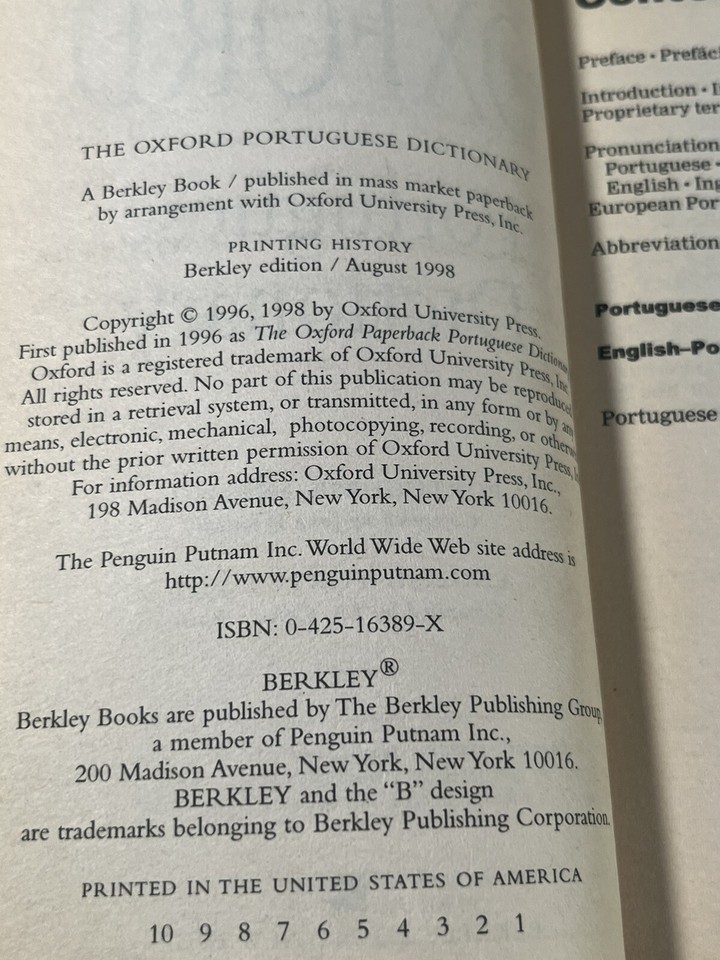 THE OXFORD PORTUGUESE DICTIONARY
A Berkley Book / published in mass market paperback
by arrangement with Oxford University Press, Inc.
PRINTING HISTORY
Berkley edition / August 1998
Copyright © 1996, 1998 by Oxford University Press.
First published in 1996 as The Oxford Paperback Portuguese
Oxford is a registered trademark of Oxford University Press, Inc
All rights reserved. No part of this publication may be reproduced
stored in a retrieval system, or transmitted, in any form or by any
means, electronic, mechanical, photocopying, recording, or
without the prior written permission of Oxford University Press,
For information address: Oxford University Press, Inc.,
198 Madison Avenue, New York, New York 10016.
The Penguin Putnam Inc. World Wide Web site address is
http://www.penguinputnam.com
ISBN: 0-425-16389-X
BERKLEY®
Berkley Books are published by The Berkley Publishing Group,
a member of Penguin Putnam Inc.,
200 Madison Avenue, New York, New York 10016.
BERKLEY and the “B” design
are trademarks belonging to Berkley Publishing Corporation.
PRINTED IN THE UNITED STATES OF AMERICA
10 9 8 7 6 5 4 3 2 1
Preface •
Introduction •
Proprietary
Pronunciation
Portuguese •
English •
European
Portuguese
Portuguese